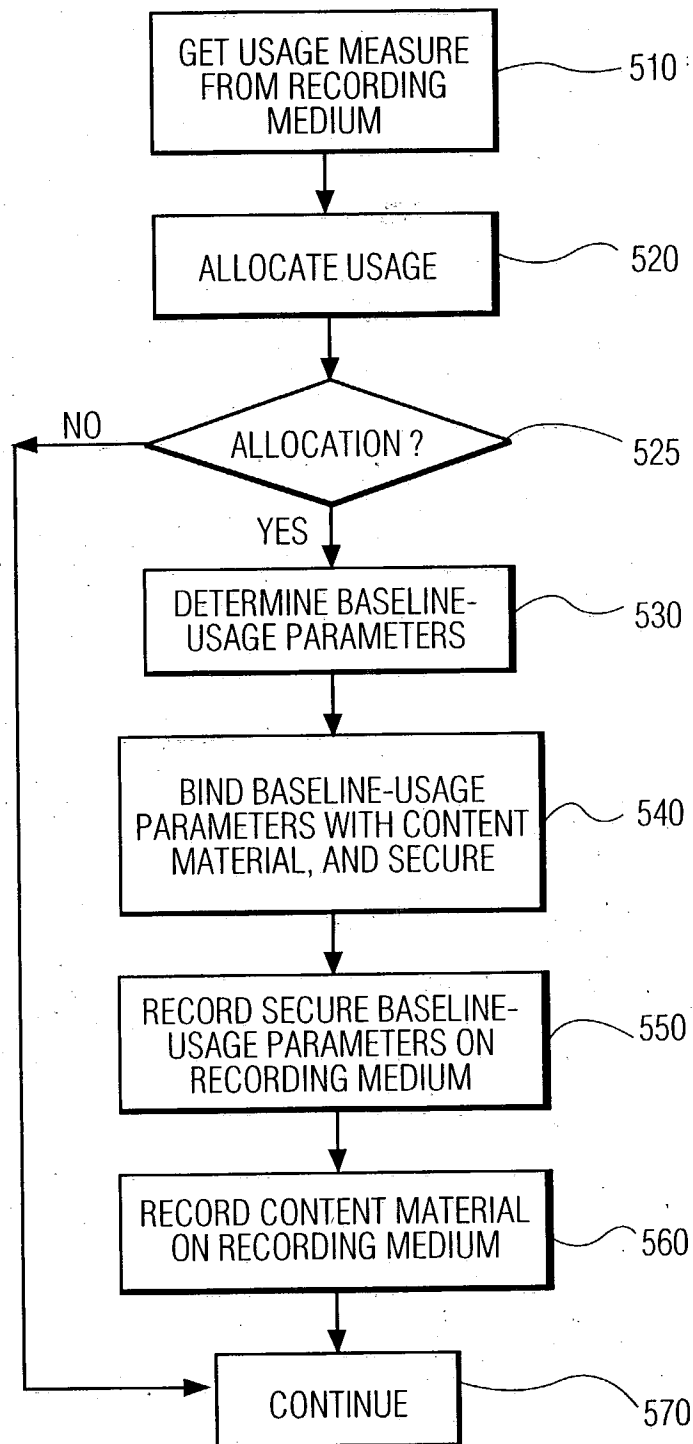 GET USAGE MEASURE
FROM RECORDING
MEDIUM
510
ALLOCATE USAGE
520
NO
ALLOCATION ?
525
YES
DETERMINE BASELINE-
USAGE PARAMETERS
530
BIND BASELINE-USAGE
PARAMETERS WITH CONTENT
MATERIAL, AND SECURE
540
RECORD SECURE BASELINE-
USAGE PARAMETERS ON
RECORDING MEDIUM
550
RECORD CONTENT MATERIAL
ON RECORDING MEDIUM
560
CONTINUE
570